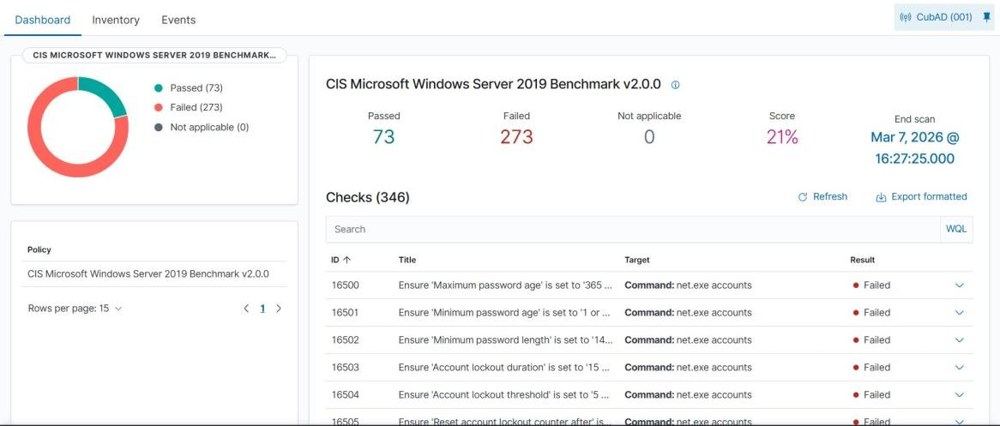 Dashboard Inventory Events
CubAD (001)
CIS MICROSOFT WINDOWS SERVER 2019 BENCHMARK...
Passed (73)
Failed (273)
Not applicable (0)
Policy
CIS Microsoft Windows Server 2019 Benchmark v2.0.0
Rows per page: 15
1
CIS Microsoft Windows Server 2019 Benchmark v2.0.0
Passed Failed Not applicable Score End scan
73 273 0 21% Mar 7, 2026 @
16:27:25.000
Checks (346) Refresh Export formatted
Search WQL
ID Title Target Result
16500 Ensure 'Maximum password age' is set to '365 ... Command: net.exe accounts Failed
16501 Ensure 'Minimum password age' is set to '1 or ... Command: net.exe accounts Failed
16502 Ensure 'Minimum password length' is set to '14... Command: net.exe accounts Failed
16503 Ensure 'Account lockout duration' is set to '15 ... Command: net.exe accounts Failed
16504 Ensure 'Account lockout threshold' is set to '5 ... Command: net.exe accounts Failed
16505 Ensure 'Reset account lockout counter after' is... Command: net.exe accounts Failed